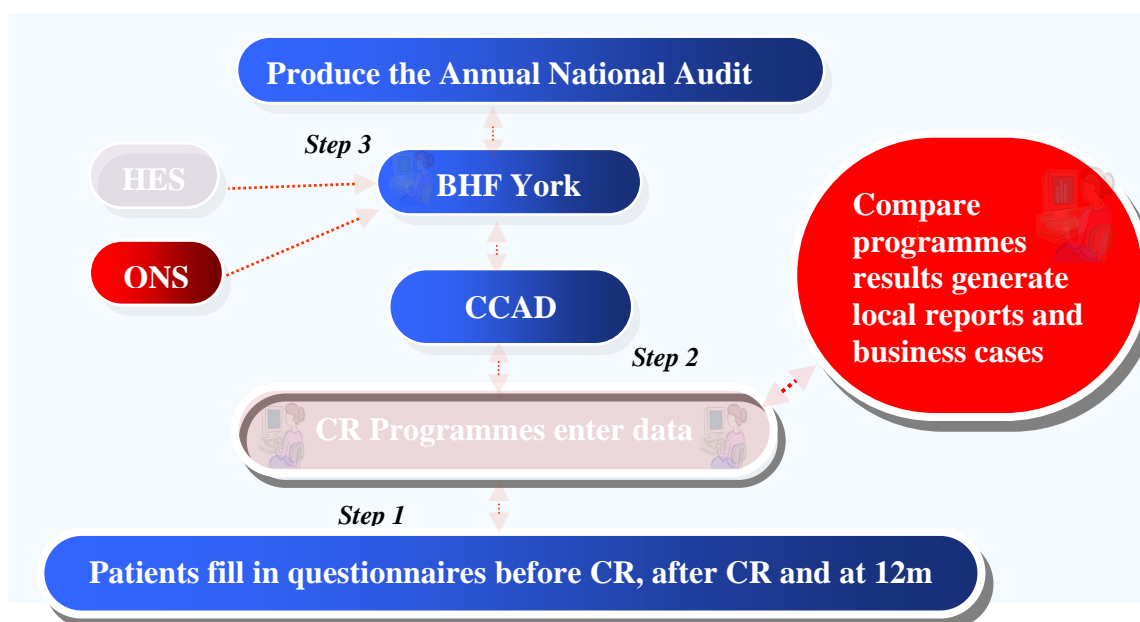 Produce the Annual National Audit
Step 3
HES
BHF York
ONS
CCAD
Compare
programmes
results generate
local reports and
business cases
Step 2
CR Programmes enter data
Step 1
Patients fill in questionnaires before CR, after CR and at 12m